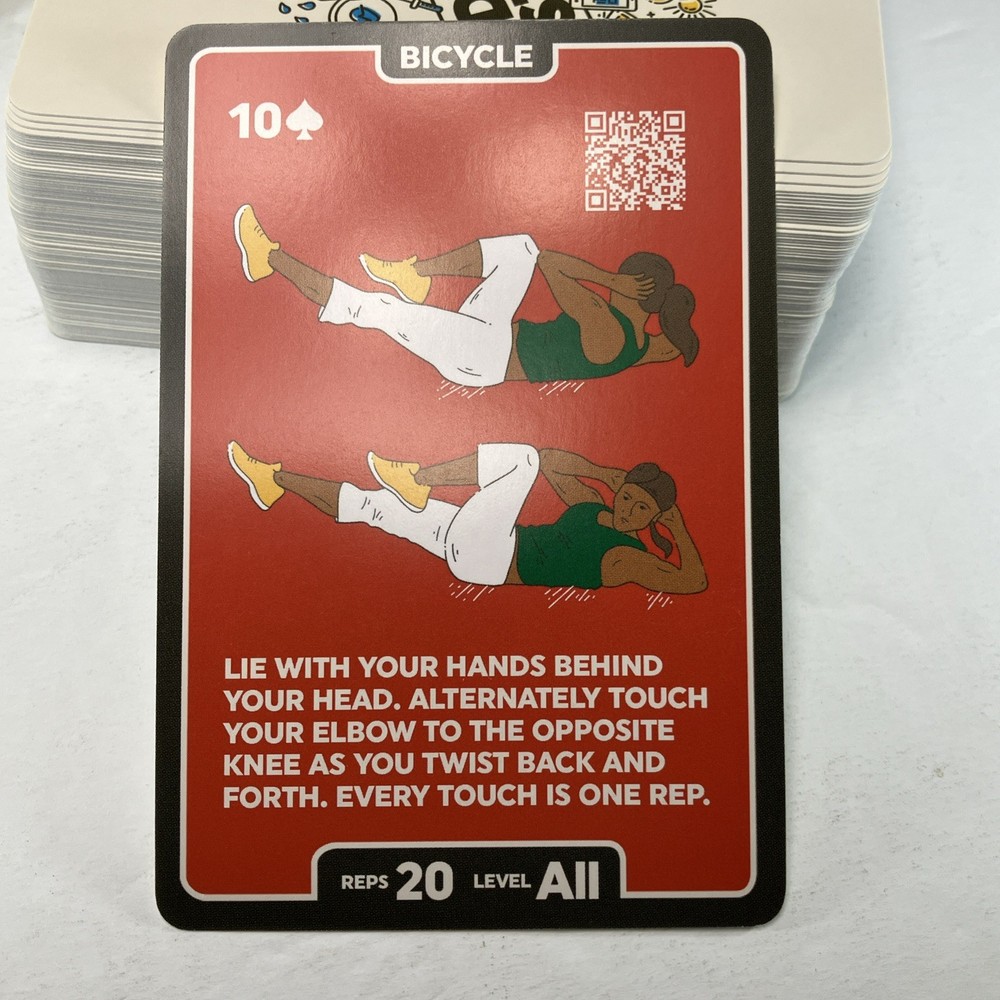 BICYCLE
10♠
LIE WITH YOUR HANDS BEHIND
YOUR HEAD. ALTERNATELY TOUCH
YOUR ELBOW TO THE OPPOSITE
KNEE AS YOU TWIST BACK AND
FORTH. EVERY TOUCH IS ONE REP.
REPS 20 LEVEL All